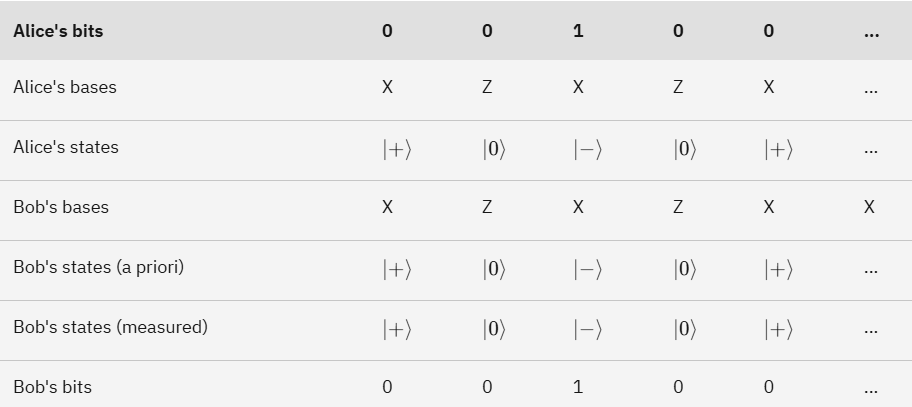 Alice's bits 0 0 1 0 0 ...
Alice's bases X Z X Z X ...
Alice's states |+⟩ |0⟩ |−⟩ |0⟩ |+⟩ ...
Bob's bases X Z X Z X X
Bob's states (a priori) |+⟩ |0⟩ |−⟩ |0⟩ |+⟩ ...
Bob's states (measured) |+⟩ |0⟩ |−⟩ |0⟩ |+⟩ ...
Bob's bits 0 0 1 0 0 ...